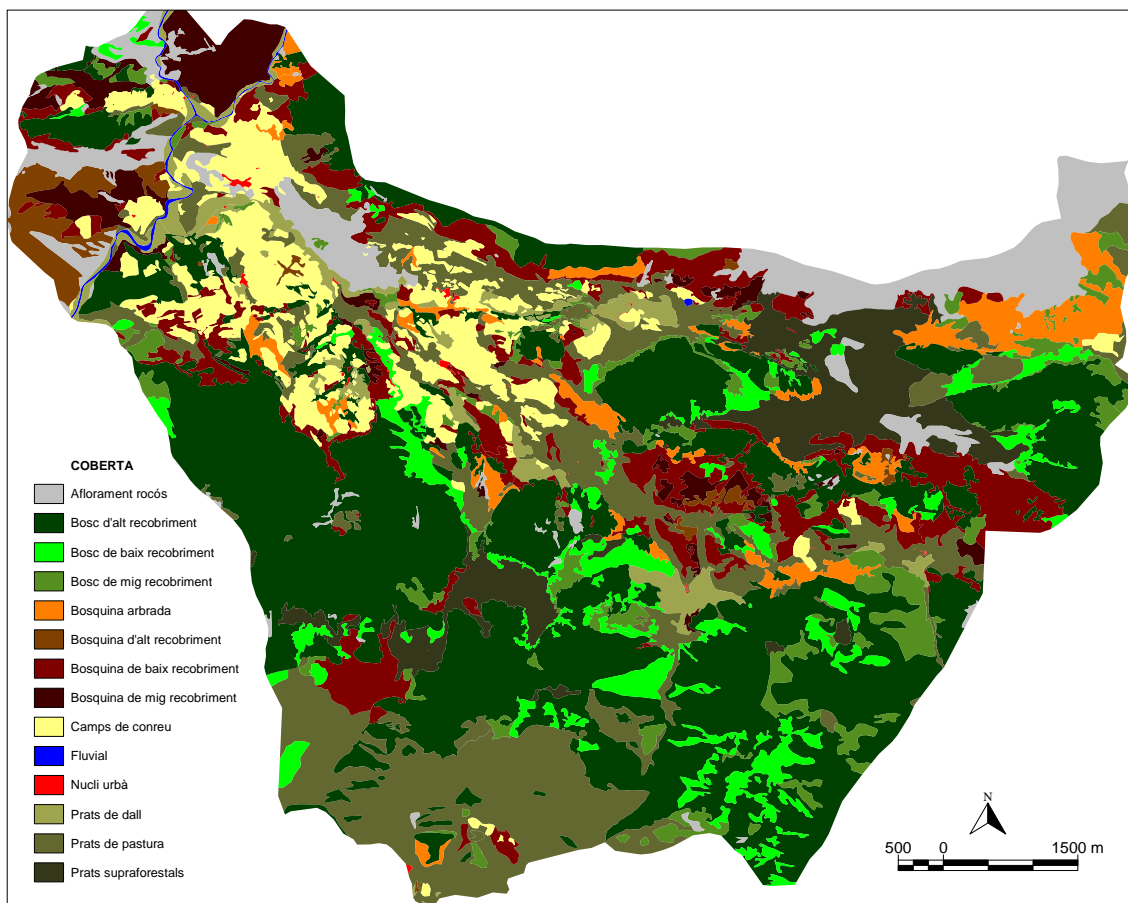 COBERTA
Aflorament rocós
Bosc d'alt recobriment
Bosc de baix recobriment
Bosc de mig recobriment
Bosquina arbrada
Bosquina d'alt recobriment
Bosquina de baix recobriment
Bosquina de mig recobriment
Camps de conreu
Fluvial
Nucli urbà
Prats de dall
Prats de pastura
Prats supraforestals
N
500 0 1500 m